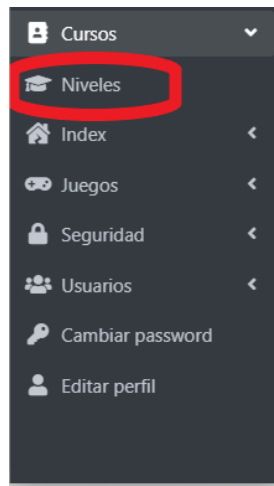 Cursos
Niveles
Index
Juegos
Seguridad
Usuarios
Cambiar password
Editar perfil